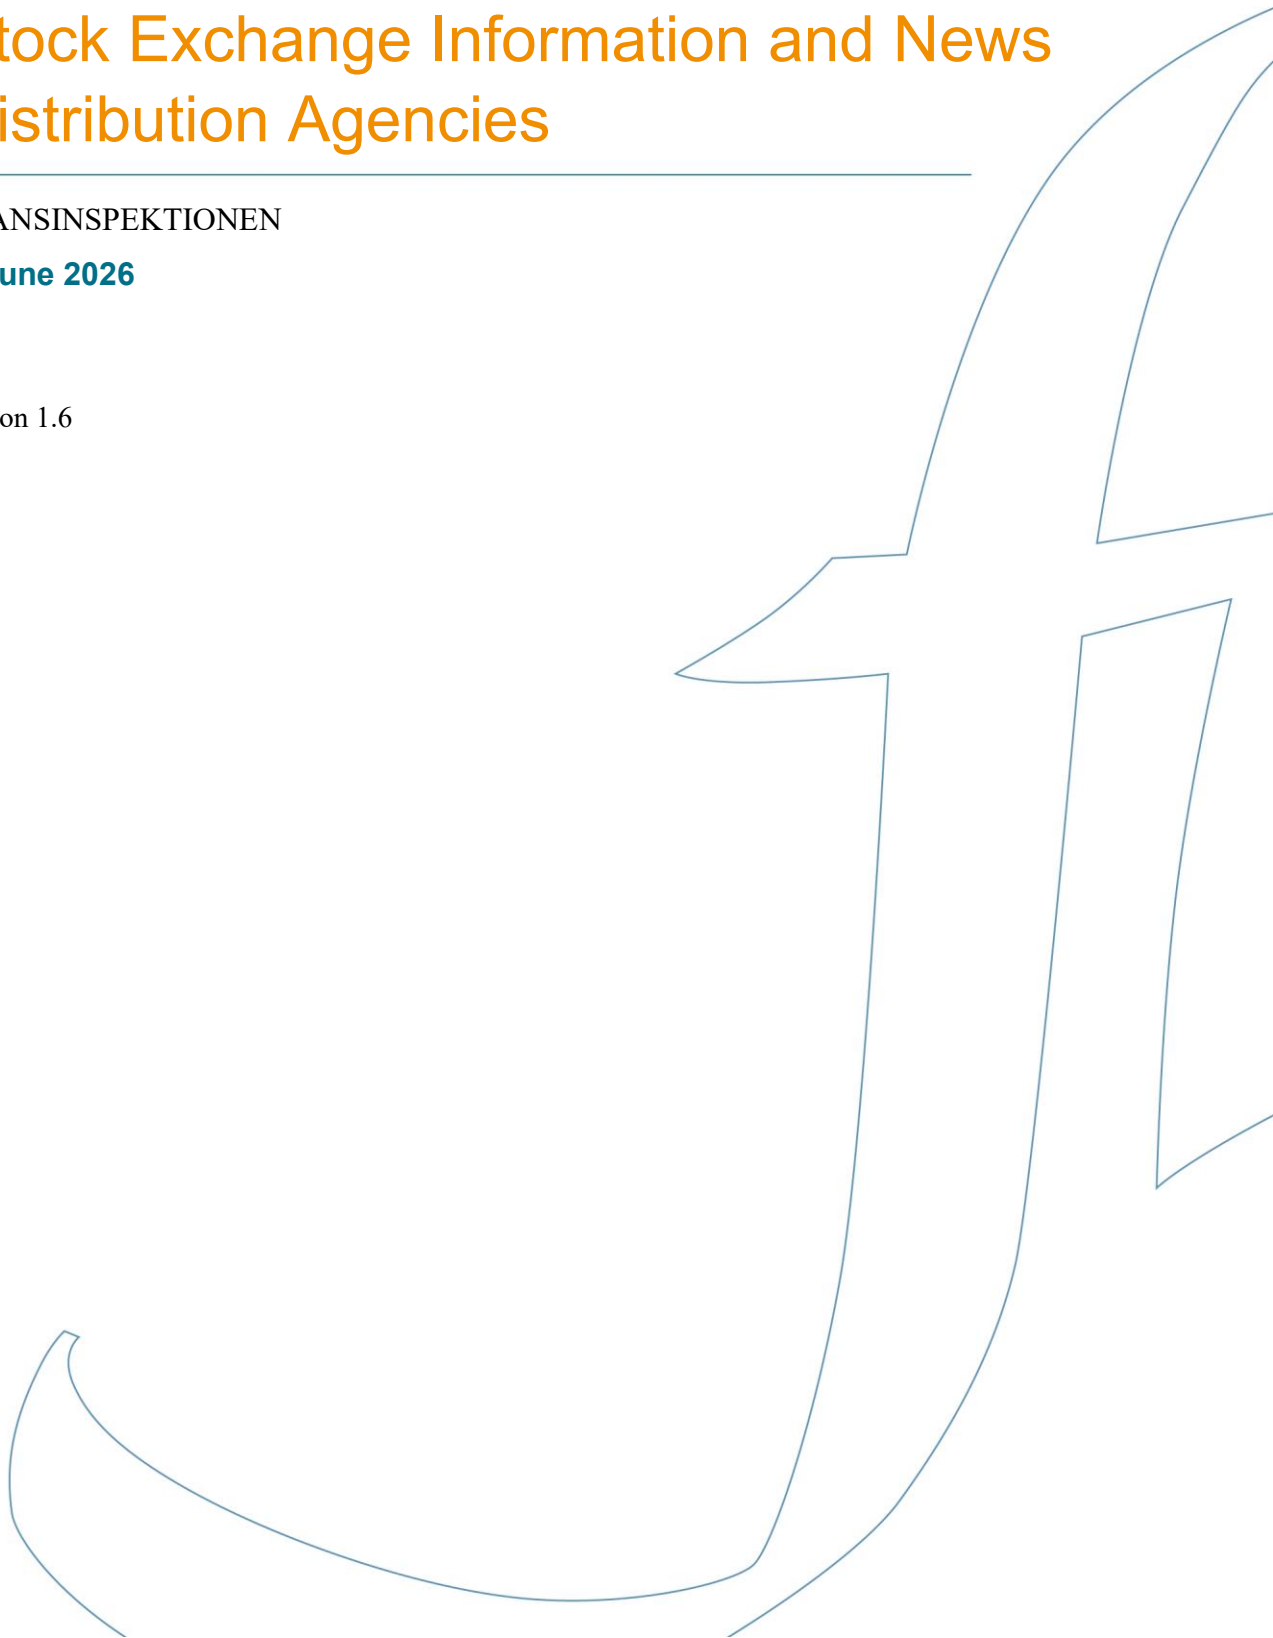 tock Exchange Information and News
istribution Agencies
ANSINSPEKTIONEN
une 2026
on 1.6